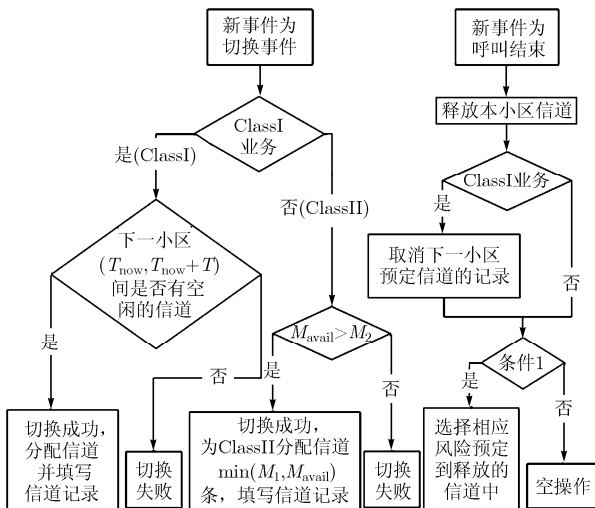 新事件为
切换事件
ClassI
业务
是(ClassI)
否(ClassII)
下一小区
(T_now,T_now+T)
间是否有空
闲的信道
是
否
M_avail>M_2
是
否
切换成功,
分配信道
并填写
信道记录
切换
失败
切换成功,
为ClassII分配信道
min(M_1,M_avail)
条，填写信道记录
切换
失败
新事件为
呼叫结束
释放本小区信道
ClassI业务
是
否
取消下一小区
预定信道的记录
条件1
是
否
选择相应
风险预定
到释放的
信道中
空操作